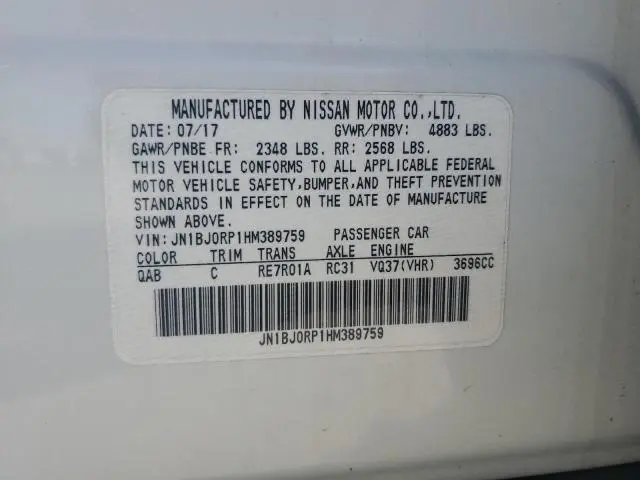 MANUFACTURED BY NISSAN MOTOR CO.,LTD.
DATE: 07/17 GVWR/PNBV: 4883 LBS.
GAWR/PNBE FR: 2348 LBS. RR: 2568 LBS.
THIS VEHICLE CONFORMS TO ALL APPLICABLE FEDERAL
MOTOR VEHICLE SAFETY,BUMPER,AND THEFT PREVENTION
STANDARDS IN EFFECT ON THE DATE OF MANUFACTURE
SHOWN ABOVE.
VIN: JN1BJ0RP1HM389759 PASSENGER CAR
COLOR TRIM TRANS AXLE ENGINE
QAB C RE7R01A RC31 VQ37(VHR) 3696CC
JN1BJ0RP1HM389759